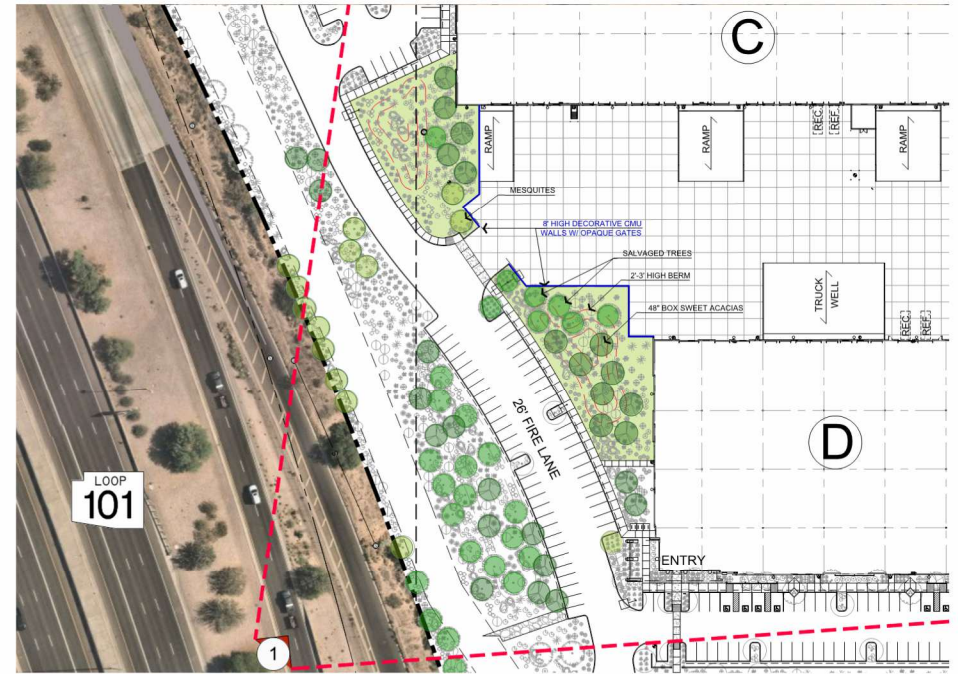 C
RAMP
RAMP
RAMP
REC.
REF.
MESQUITES
8' HIGH DECORATIVE CMU
WALLS W/ OPAQUE GATES
SALVAGED TREES
2'-3' HIGH BERM
48" BOX SWEET ACACIAS
TRUCK
WELL
REC.
REF.
26' FIRE LANE
D
LOOP
101
ENTRY
1